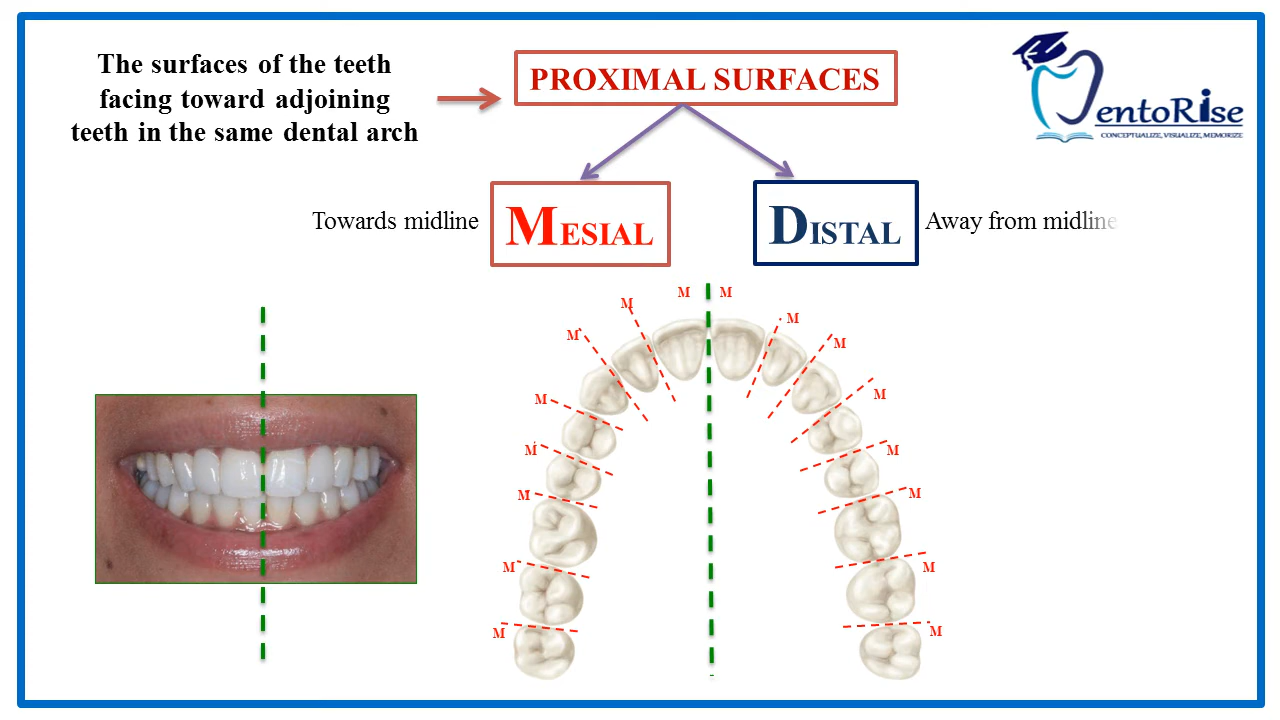 The surfaces of the teeth
facing toward adjoining
teeth in the same dental arch
PROXIMAL SURFACES
entoRise
CONCEPTUALIZE, VISUALIZE, MEMORIZE
Towards midline
MESIAL
DISTAL
Away from midline
M M
M
M
M
M
M
M
M
M
M
M
M
M
M
M